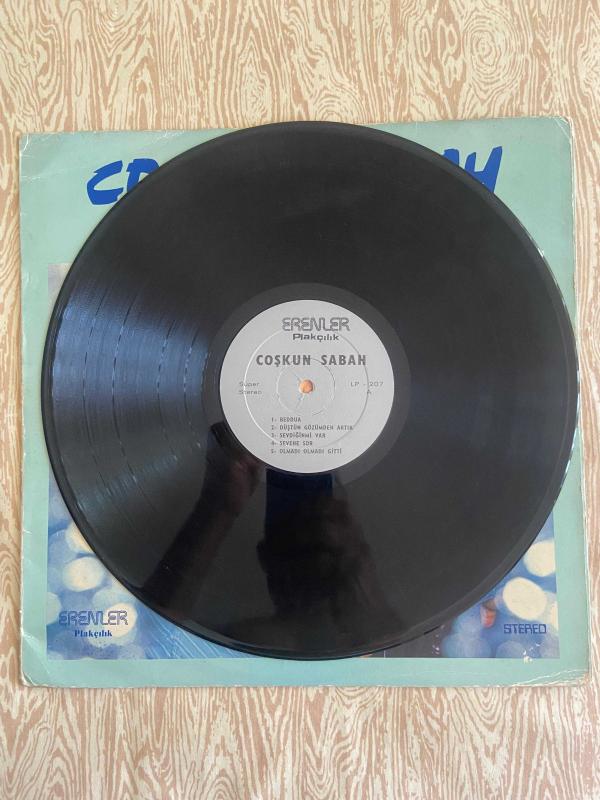 ERENLER
Plakçılık
COŞKUN SABAH
Super
Stereo
LP - 207
A
1- BEDDUA
2- DÜŞTÜN GÖZÜMDEN ARTIK
3- SEVDİĞİNMİ VAR
4- SEVENE SOR
5- OLMADI OLMADI GİTTİ
ERENLER
Plakçılık
STEREO